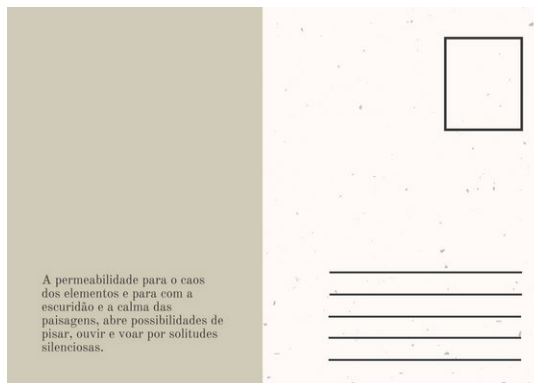 A permeabilidade para o caos
dos elementos e para com a
escuridão e a calma das
paisagens, abre possibilidades de
pisar, ouvir e voar por solitudes
silenciosas.